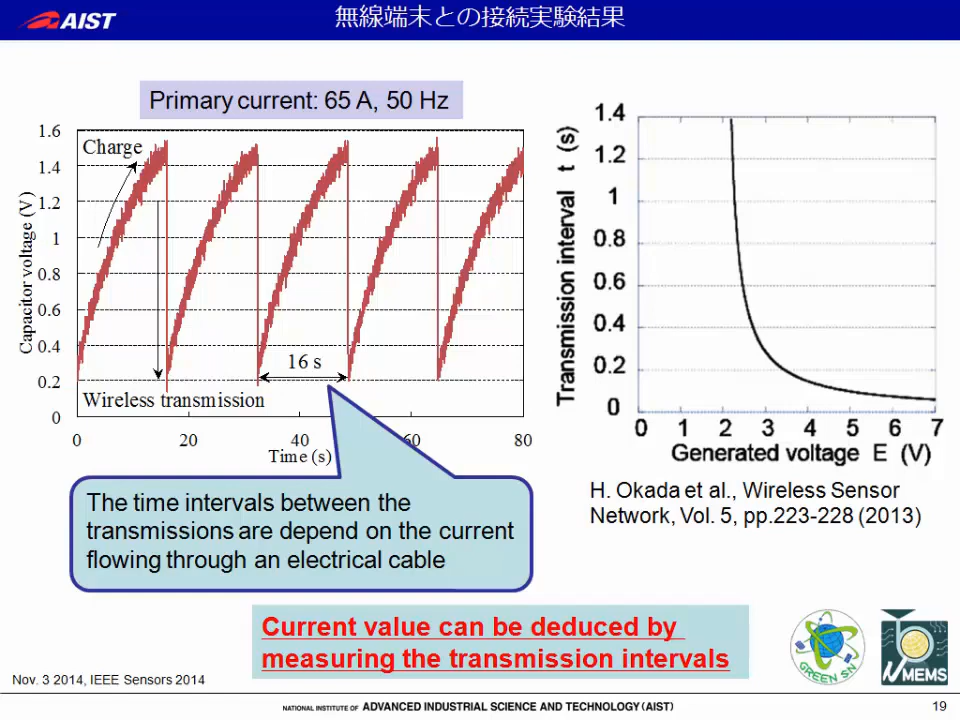 AIST
無線端末との接続実験結果
Primary current: 65 A, 50 Hz
1.6
1.4
1.2
1
0.8
0.6
0.4
0.2
0
Capacitor voltage (V)
Charge
Wireless transmission
16 s
0
20
40
60
80
Time (s)
1.4
1.2
1
0.8
0.6
0.4
0.2
0
Transmission interval t (s)
0 1 2 3 4 5 6 7
Generated voltage E (V)
The time intervals between the
transmissions are depend on the current
flowing through an electrical cable
H. Okada et al., Wireless Sensor
Network, Vol. 5, pp.223-228 (2013)
Current value can be deduced by
measuring the transmission intervals
GREEN SN
MEMS
Nov. 3 2014, IEEE Sensors 2014
NATIONAL INSTITUTE OF ADVANCED INDUSTRIAL SCIENCE AND TECHNOLOGY (AIST)
19